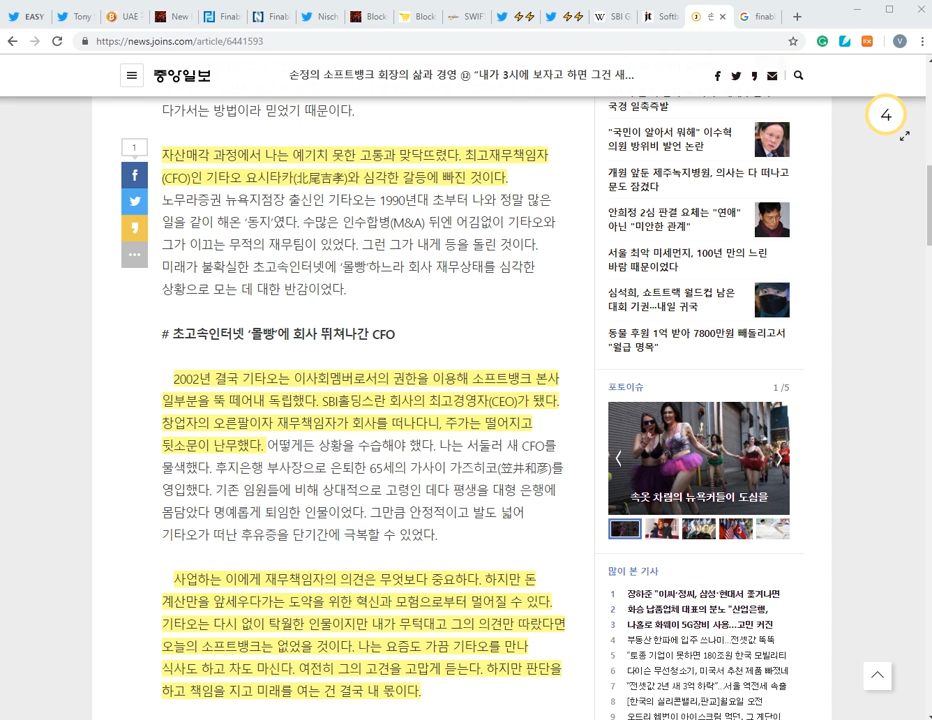 EASY
Tony
UAE F
New
Finab
Finab
Nisch
Block
Block
SWIF
⚡⚡
⚡⚡
SBI G
Softb
손
finabl
https://news.joins.com/article/6441593
중앙일보
손정의 소프트뱅크 회장의 삶과 경영 ⑫ “내가 3시에 보자고 하면 그건 새...
다가서는 방법이라 믿었기 때문이다.
1
자산매각 과정에서 나는 예기치 못한 고통과 맞닥뜨렸다. 최고재무책임자
(CFO)인 기타오 요시타카(北尾吉孝)와 심각한 갈등에 빠진 것이다.
노무라증권 뉴욕지점장 출신인 기타오는 1990년대 초부터 나와 정말 많은
일을 같이 해온 ‘동지’였다. 수많은 인수합병(M&A) 뒤엔 어김없이 기타오와
그가 이끄는 무적의 재무팀이 있었다. 그런 그가 내게 등을 돌린 것이다.
미래가 불확실한 초고속인터넷에 ‘몰빵’하느라 회사 재무상태를 심각한
상황으로 모는 데 대한 반감이었다.
# 초고속인터넷 ‘몰빵’에 회사 뛰쳐나간 CFO
2002년 결국 기타오는 이사회멤버로서의 권한을 이용해 소프트뱅크 본사
일부분을 뚝 떼어내 독립했다. SBI홀딩스란 회사의 최고경영자(CEO)가 됐다.
창업자의 오른팔이자 재무책임자가 회사를 떠나다니, 주가는 떨어지고
뒷소문이 난무했다. 어떻게든 상황을 수습해야 했다. 나는 서둘러 새 CFO를
물색했다. 후지은행 부사장으로 은퇴한 65세의 가사이 가즈히코(笠井和彦)를
영입했다. 기존 임원들에 비해 상대적으로 고령인 데다 평생을 대형 은행에
몸담았다 명예롭게 퇴임한 인물이었다. 그만큼 안정적이고 발도 넓어
기타오가 떠난 후유증을 단기간에 극복할 수 있었다.
사업하는 이에게 재무책임자의 의견은 무엇보다 중요하다. 하지만 돈
계산만을 앞세우다가는 도약을 위한 혁신과 모험으로부터 멀어질 수 있다.
기타오는 다시 없이 탁월한 인물이지만 내가 무턱대고 그의 의견만 따랐다면
오늘의 소프트뱅크는 없었을 것이다. 나는 요즘도 가끔 기타오를 만나
식사도 하고 차도 마신다. 여전히 그의 고견을 고맙게 듣는다. 하지만 판단을
하고 책임을 지고 미래를 여는 건 결국 내 몫이다.
국경 일촉즉발
"국민이 알아서 뭐해" 이수혁
의원 방위비 발언 논란
개원 앞둔 제주녹지병원, 의사는 다 떠나고
문도 잠겼다
안희정 2심 판결 요체는 "연애"
아닌 "미안한 관계"
서울 최악 미세먼지, 100년 만의 느린
바람 때문이었다
심석희, 쇼트트랙 월드컵 남은
대회 기권···내일 귀국
동물 후원 1억 받아 7800만원 빼돌리고서
"월급 명목"
포토이슈
1 /5
속옷 차림의 뉴욕커들이 도심을
많이 본 기사
1 장하준 "이씨·정씨, 삼성·현대서 쫓겨나면
2 화승 납품업체 대표의 분노 "산업은행,
3 나홀로 화웨이 5G장비 사용...고민 커진
4 부동산 한파에 입주 쓰나미...전셋값 뚝뚝
5 "토종 기업이 못하면 180조원 한국 모빌리티
6 다이슨 무선청소기, 미국서 추천 제품 빠졌네
7 "전셋값 2년 새 3억 하락"...서울 역전세 속출
8 [한국의 실리콘밸리,판교]월요일 오전
9 오드리 헵번이 아이스크림 먹던, 그 계단이
4
V